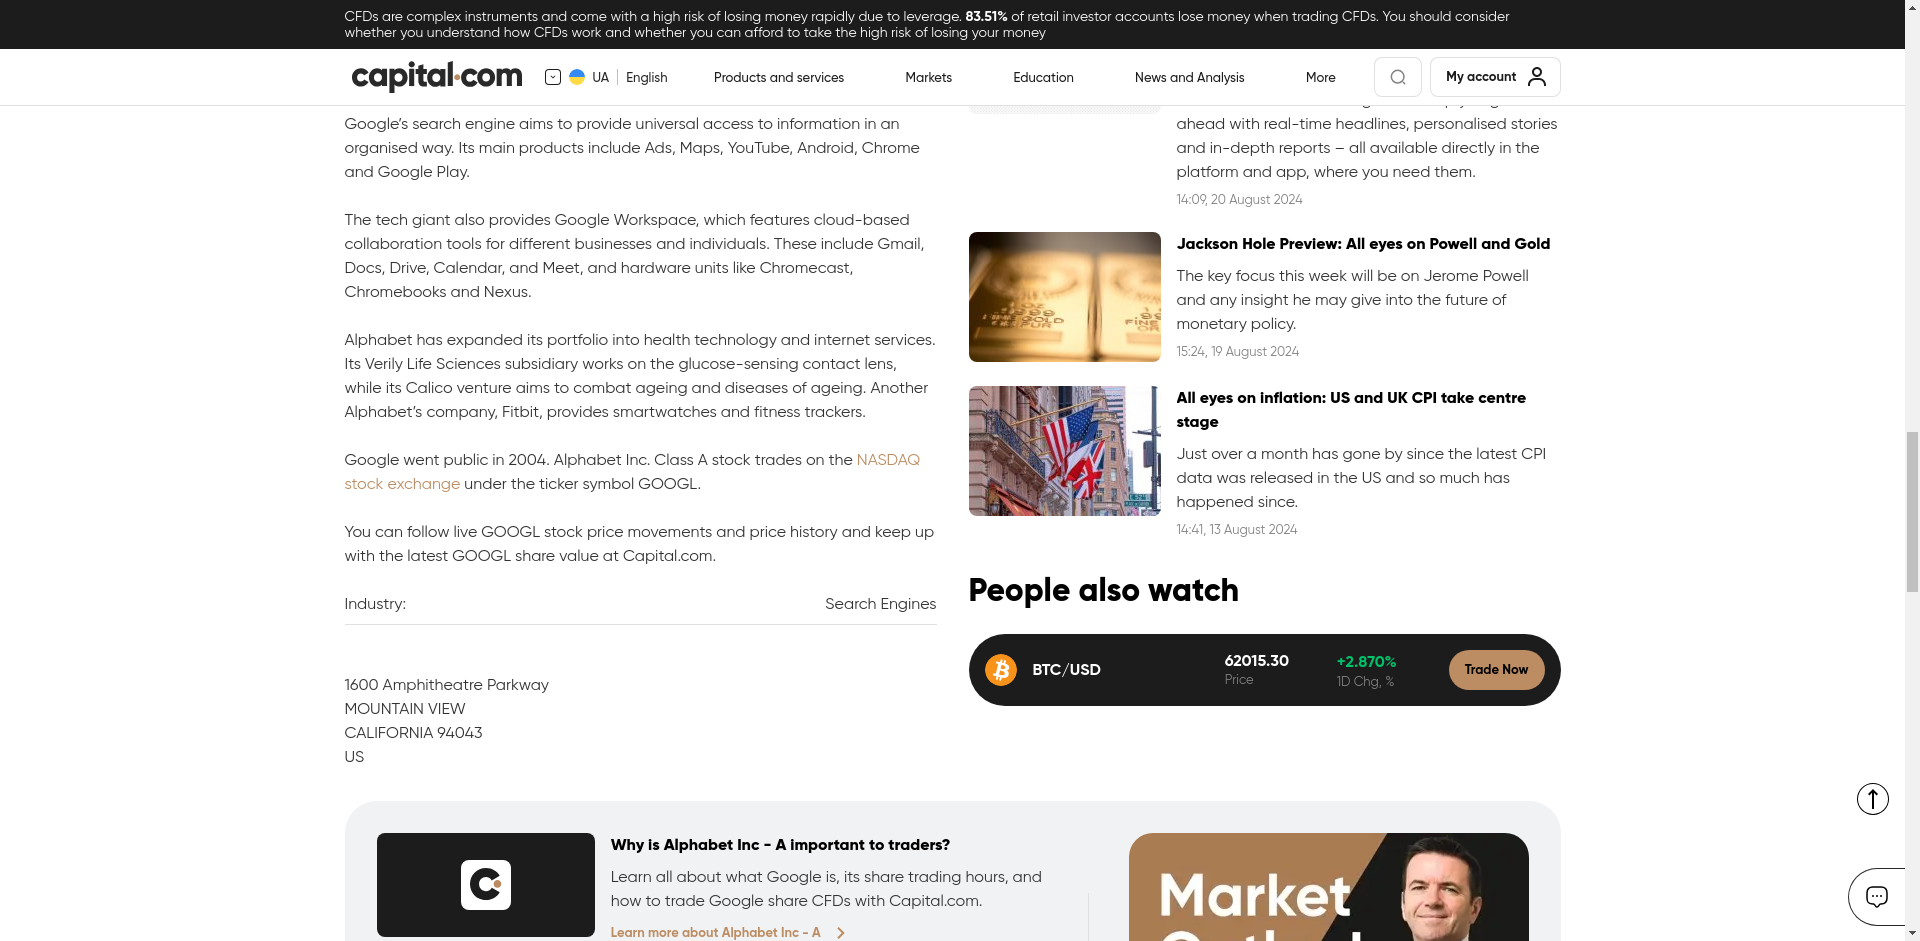 CFDs are complex instruments and come with a high risk of losing money rapidly due to leverage. 83.51% of retail investor accounts lose money when trading CFDs. You should consider
whether you understand how CFDs work and whether you can afford to take the high risk of losing your money
capital.com
UA
English
Products and services
Markets
Education
News and Analysis
More
My account
Google’s search engine aims to provide universal access to information in an
organised way. Its main products include Ads, Maps, YouTube, Android, Chrome
and Google Play.
The tech giant also provides Google Workspace, which features cloud-based
collaboration tools for different businesses and individuals. These include Gmail,
Docs, Drive, Calendar, and Meet, and hardware units like Chromecast,
Chromebooks and Nexus.
Alphabet has expanded its portfolio into health technology and internet services.
Its Verily Life Sciences subsidiary works on the glucose-sensing contact lens,
while its Calico venture aims to combat ageing and diseases of ageing. Another
Alphabet’s company, Fitbit, provides smartwatches and fitness trackers.
Google went public in 2004. Alphabet Inc. Class A stock trades on the NASDAQ
stock exchange under the ticker symbol GOOGL.
You can follow live GOOGL stock price movements and price history and keep up
with the latest GOOGL share value at Capital.com.
Industry:
Search Engines
1600 Amphitheatre Parkway
MOUNTAIN VIEW
CALIFORNIA 94043
US
ahead with real-time headlines, personalised stories
and in-depth reports – all available directly in the
platform and app, where you need them.
14:09, 20 August 2024
Jackson Hole Preview: All eyes on Powell and Gold
The key focus this week will be on Jerome Powell
and any insight he may give into the future of
monetary policy.
15:24, 19 August 2024
All eyes on inflation: US and UK CPI take centre
stage
Just over a month has gone by since the latest CPI
data was released in the US and so much has
happened since.
14:41, 13 August 2024
People also watch
BTC/USD
62015.30
Price
+2.870%
1D Chg, %
Trade Now
Why is Alphabet Inc - A important to traders?
Learn all about what Google is, its share trading hours, and
how to trade Google share CFDs with Capital.com.
Learn more about Alphabet Inc - A
Market